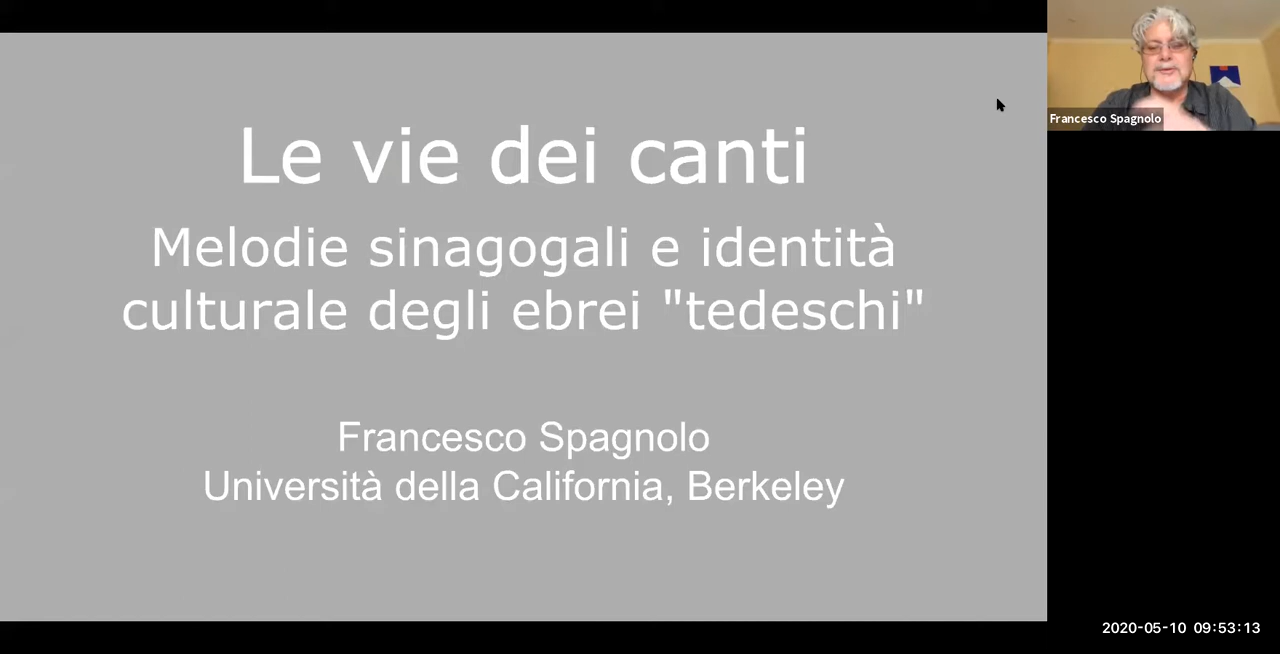 Le vie dei canti
Melodie sinagogali e identità
culturale degli ebrei "tedeschi"
Francesco Spagnolo
Università della California, Berkeley
Francesco Spagnolo
2020-05-10 09:53:13